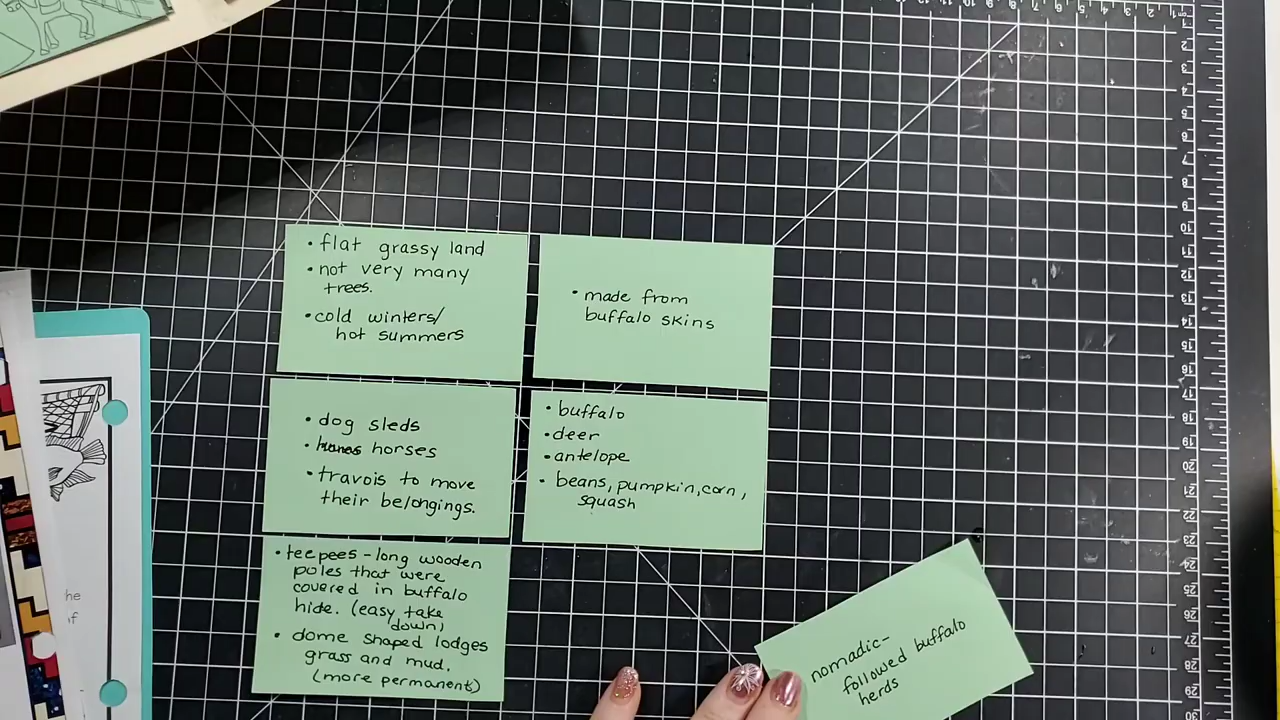 • flat grassy land
• not very many
trees.
• cold winters/
hot summers
• made from
buffalo skins
• dog sleds
• horses
• travois to move
their belongings.
• buffalo
• deer
• antelope
• beans, pumpkin, corn,
squash
• teepees - long wooden
poles that were
covered in buffalo
hide. (easy take
down)
• dome shaped lodges
grass and mud.
(more permanent)
nomadic-
followed buffalo
herds